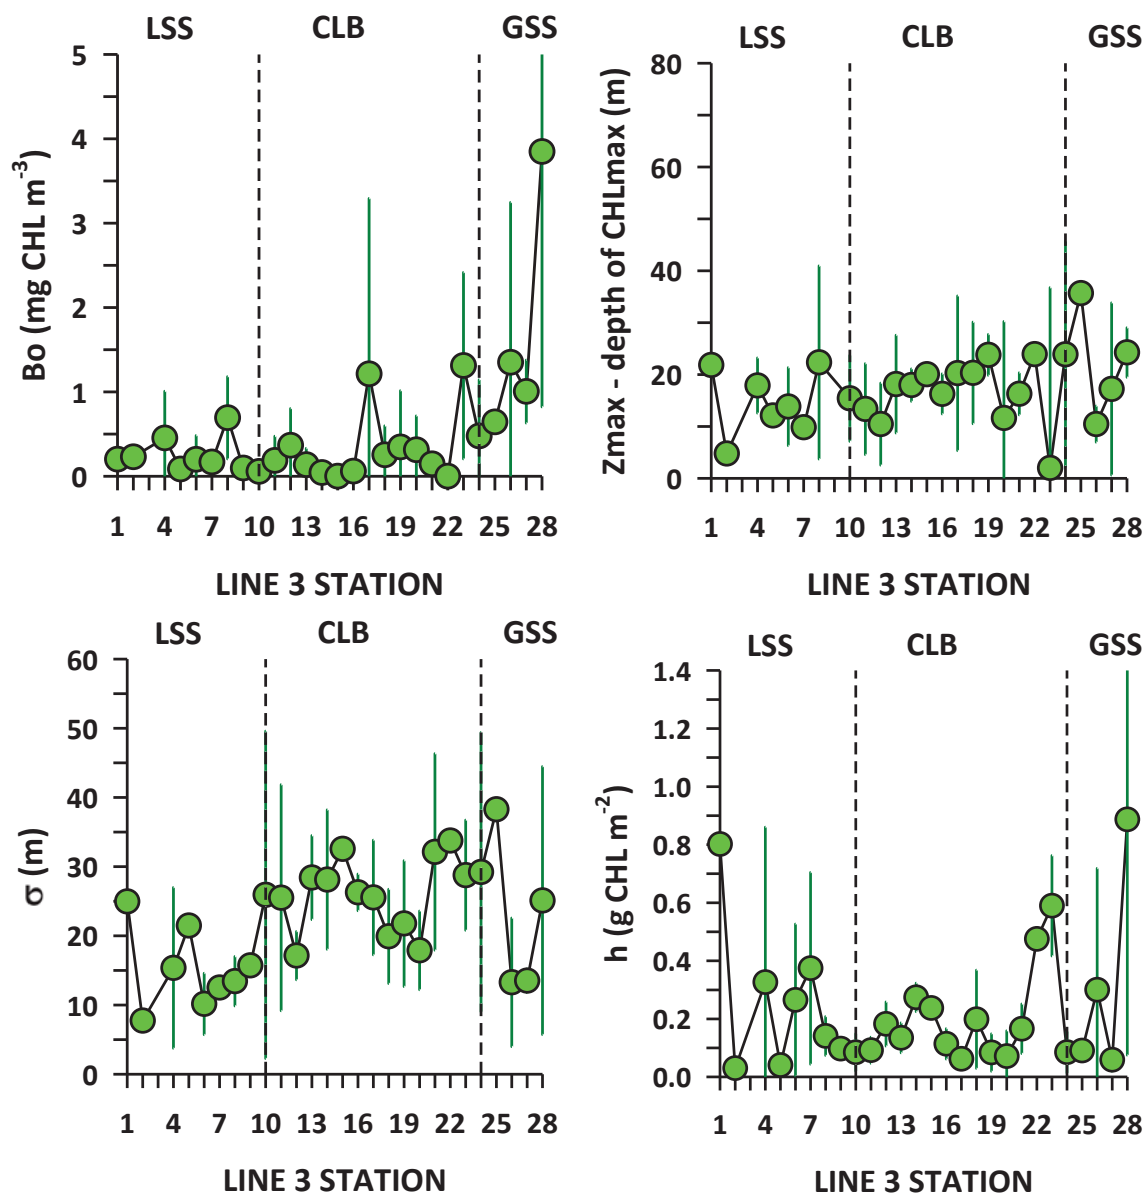 LSS CLB GSS
Bo (mg CHL m-3)
5
4
3
2
1
0
1 4 7 10 13 16 19 22 25 28
LINE 3 STATION
LSS CLB GSS
Zmax - depth of CHLmax (m)
80
60
40
20
0
1 4 7 10 13 16 19 22 25 28
LINE 3 STATION
LSS CLB GSS
σ (m)
60
50
40
30
20
10
0
1 4 7 10 13 16 19 22 25 28
LINE 3 STATION
LSS CLB GSS
h (g CHL m-2)
1.4
1.2
1.0
0.8
0.6
0.4
0.2
0.0
1 4 7 10 13 16 19 22 25 28
LINE 3 STATION